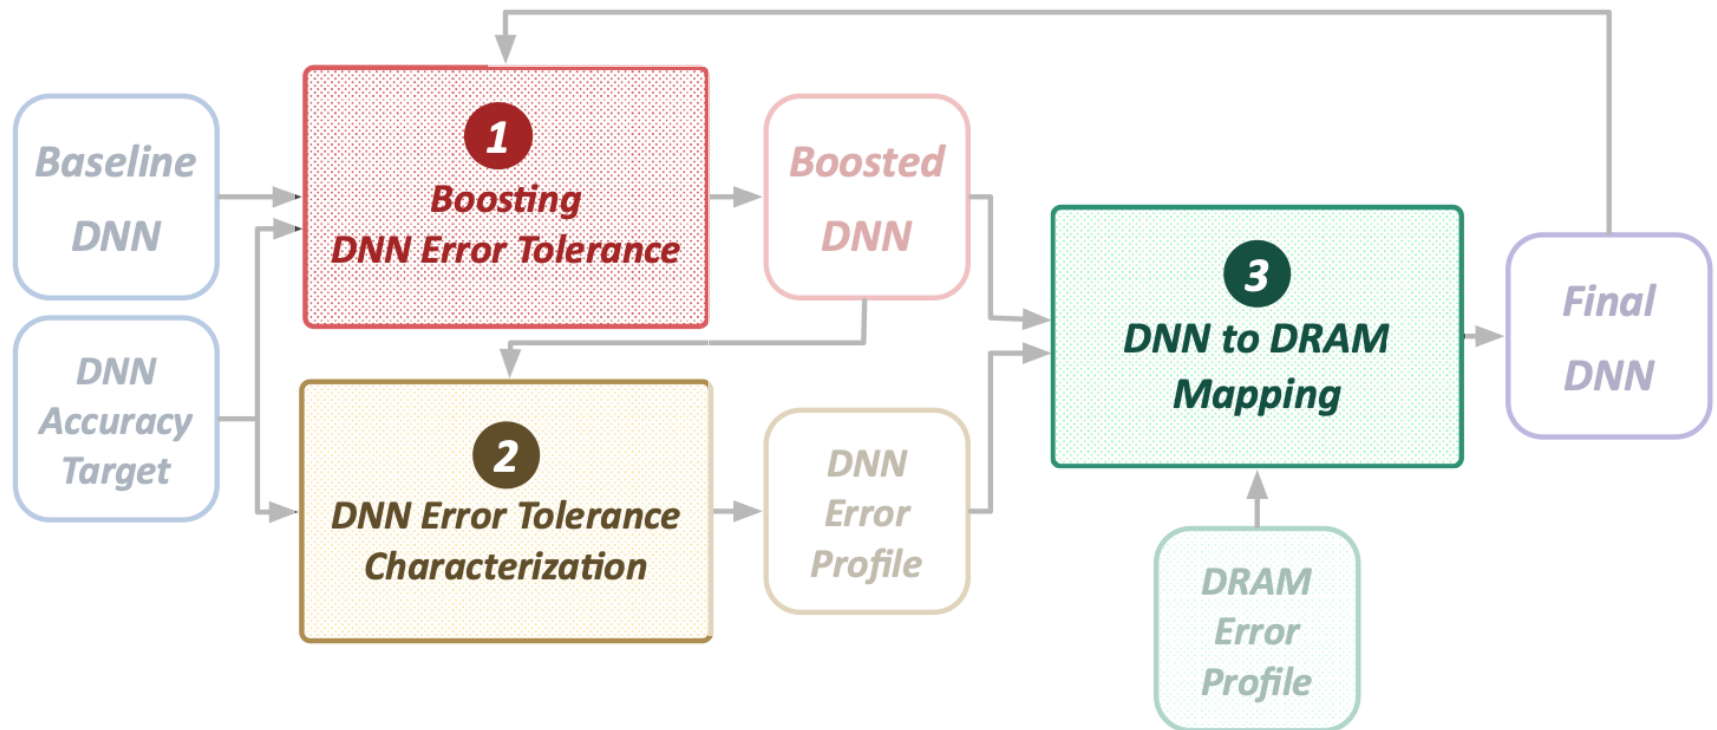 Baseline
DNN
DNN
Accuracy
Target
1
Boosting
DNN Error Tolerance
2
DNN Error Tolerance
Characterization
Boosted
DNN
DNN
Error
Profile
3
DNN to DRAM
Mapping
DRAM
Error
Profile
Final
DNN